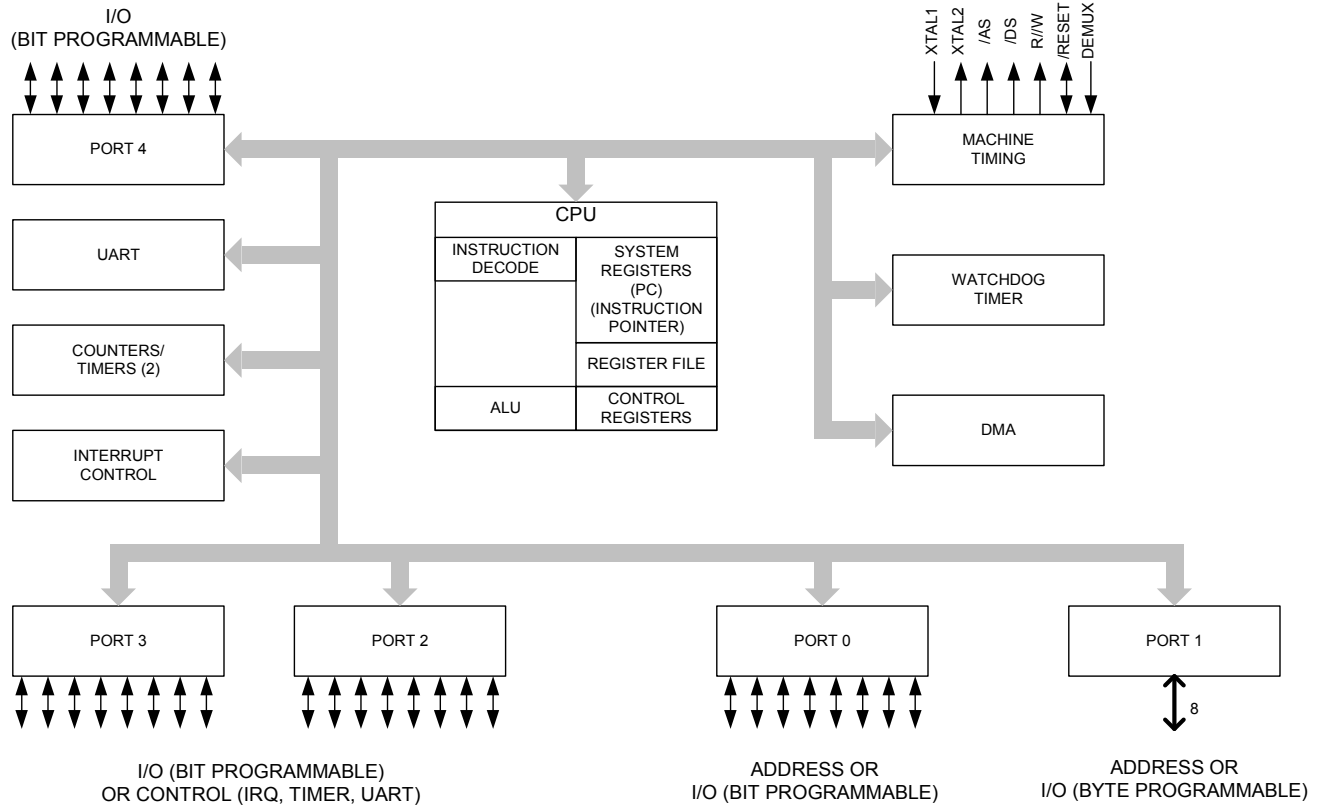 I/O
(BIT PROGRAMMABLE)
XTAL1
XTAL2
/AS
/DS
R//W
/RESET
DEMUX
PORT 4
MACHINE
TIMING
CPU
INSTRUCTION
DECODE
SYSTEM
REGISTERS
(PC)
(INSTRUCTION
POINTER)
REGISTER FILE
ALU
CONTROL
REGISTERS
UART
COUNTERS/
TIMERS (2)
INTERRUPT
CONTROL
WATCHDOG
TIMER
DMA
PORT 3
PORT 2
PORT 0
PORT 1
8
I/O (BIT PROGRAMMABLE)
OR CONTROL (IRQ, TIMER, UART)
ADDRESS OR
I/O (BIT PROGRAMMABLE)
ADDRESS OR
I/O (BYTE PROGRAMMABLE)